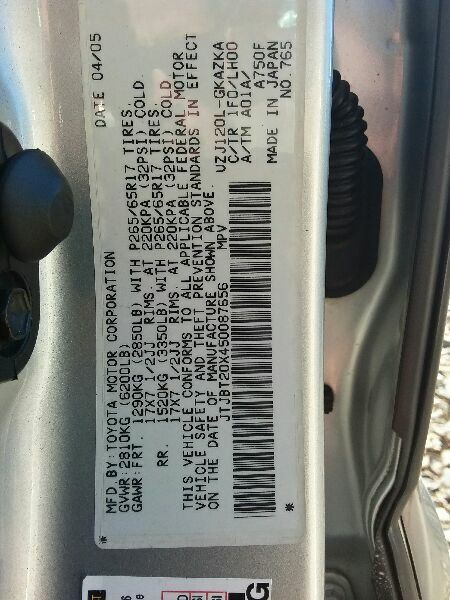 MFD.BY:TOYOTA MOTOR CORPORATION DATE 04/05
GVWR:2810KG(6200LB)
GAWR:FRT. 1290KG(2850LB) WITH P265/65R17 TIRES.
17X7 1/2JJ RIMS. AT 220KPA (32PSI) COLD.
RR. 1520KG(3350LB) WITH P265/65R17 TIRES.
17X7 1/2JJ RIMS. AT 220KPA (32PSI) COLD.
THIS VEHICLE CONFORMS TO ALL APPLICABLE FEDERAL MOTOR
VEHICLE SAFETY AND THEFT PREVENTION STANDARDS IN EFFECT
ON THE DATE OF MANUFACTURE SHOWN ABOVE.
JTJBT20X450087656 MPV
UZJ120L-GKAZKA
C/TR 1F0/LH00
A/TM A01A/
A750F
MADE IN JAPAN
NO.765